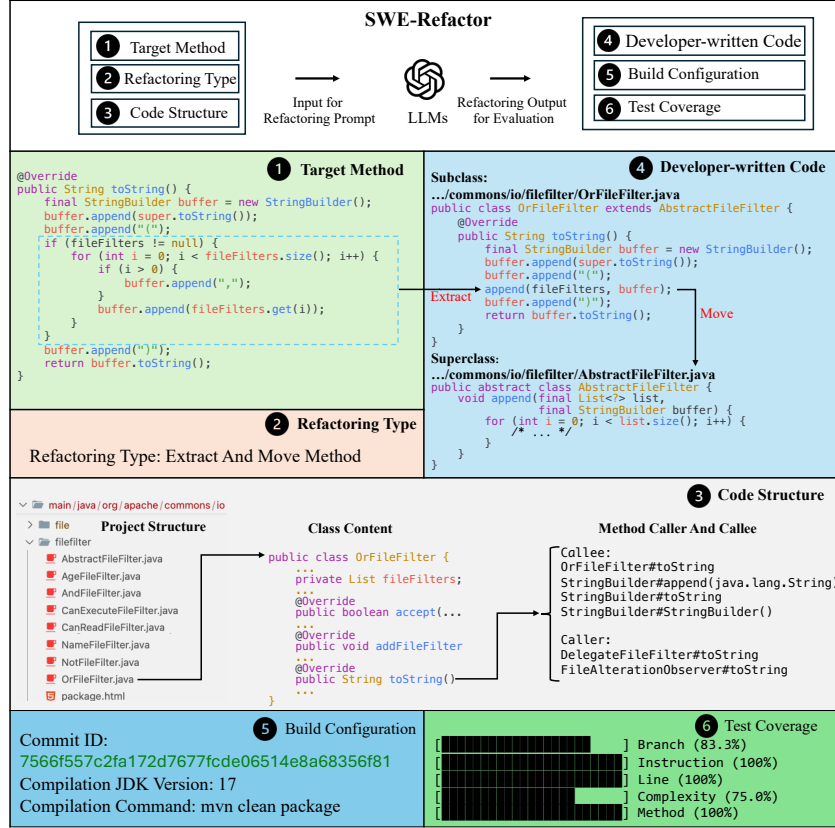 SWE-Refactor
1 Target Method
2 Refactoring Type
3 Code Structure
Input for
Refactoring Prompt
LLMs
Refactoring Output
for Evaluation
4 Developer-written Code
5 Build Configuration
6 Test Coverage
1 Target Method
@Override
public String toString() {
final StringBuilder buffer = new StringBuilder();
buffer.append(super.toString());
buffer.append("(");
if (fileFilters != null) {
for (int i = 0; i < fileFilters.size(); i++) {
if (i > 0) {
buffer.append(",");
}
buffer.append(fileFilters.get(i));
}
}
buffer.append(")");
return buffer.toString();
}
2 Refactoring Type
Refactoring Type: Extract And Move Method
4 Developer-written Code
Subclass:
.../commons/io/filefilter/OrFileFilter.java
public class OrFileFilter extends AbstractFileFilter {
@Override
public String toString() {
final StringBuilder buffer = new StringBuilder();
buffer.append(super.toString());
buffer.append("(");
Extract
append(fileFilters, buffer);
buffer.append(")");
Move
return buffer.toString();
}
}
Superclass:
.../commons/io/filefilter/AbstractFileFilter.java
public abstract class AbstractFileFilter {
void append(final List<?> list,
final StringBuilder buffer) {
for (int i = 0; i < list.size(); i++) {
/* ... */
}
}
}
3 Code Structure
main/java/org/apache/commons/io
file
Project Structure
filefilter
AbstractFileFilter.java
AgeFileFilter.java
AndFileFilter.java
CanExecuteFileFilter.java
CanReadFileFilter.java
NameFileFilter.java
NotFileFilter.java
OrFileFilter.java
package.html
Class Content
public class OrFileFilter {
...
private List fileFilters;
...
@Override
public boolean accept(...
...
@Override
public void addFileFilter
...
@Override
public String toString()
...
}
Method Caller And Callee
Callee:
OrFileFilter#toString
StringBuilder#append(java.lang.String)
StringBuilder#toString
StringBuilder#StringBuilder()
Caller:
DelegateFileFilter#toString
FileAlterationObserver#toString
5 Build Configuration
Commit ID:
7566f557c2fa172d7677fcde06514e8a68356f81
Compilation JDK Version: 17
Compilation Command: mvn clean package
6 Test Coverage
[ ] Branch (83.3%)
[ ] Instruction (100%)
[ ] Line (100%)
[ ] Complexity (75.0%)
[ ] Method (100%)